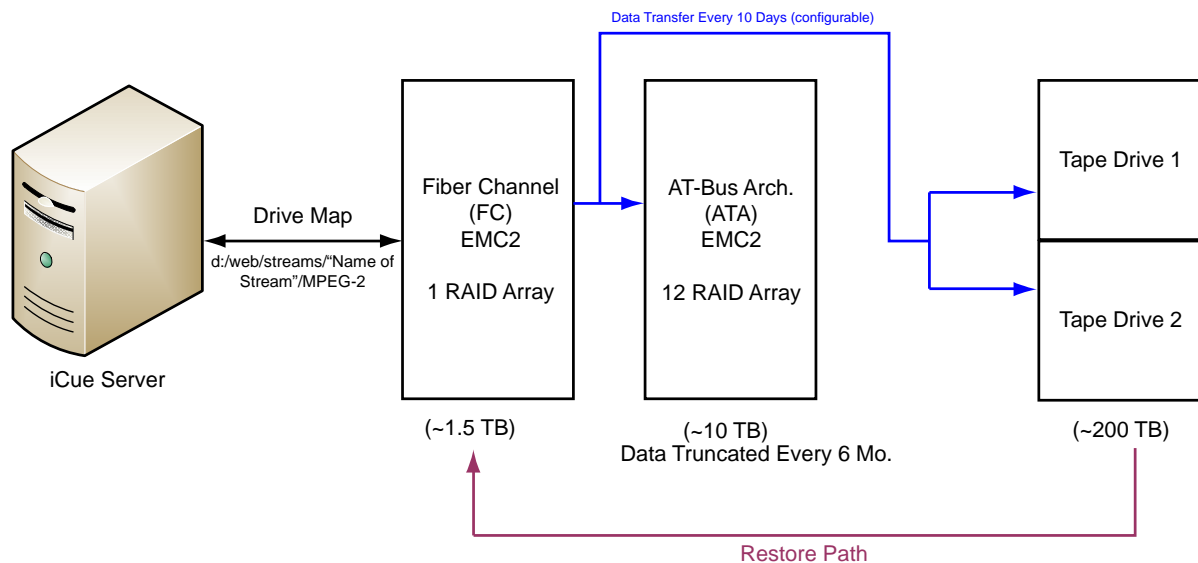 Data Transfer Every 10 Days (configurable)
Fiber Channel
(FC)
EMC2
1 RAID Array
AT-Bus Arch.
(ATA)
EMC2
12 RAID Array
Tape Drive 1
Tape Drive 2
Drive Map
d:/web/streams/“Name of
Stream”/MPEG-2
iCue Server
(~1.5 TB)
(~10 TB)
Data Truncated Every 6 Mo.
(~200 TB)
Restore Path